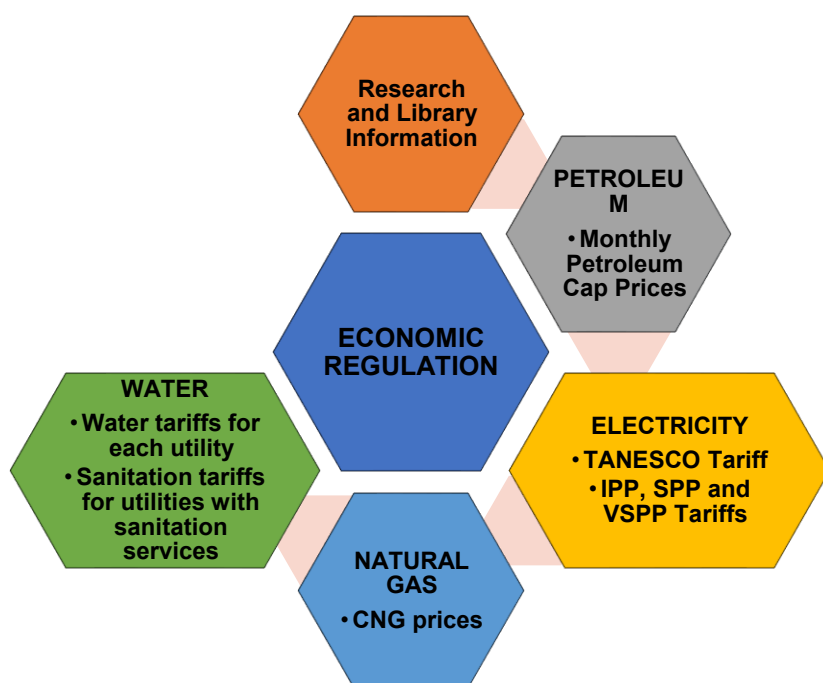 Research
and Library
Information
PETROLEU
M
• Monthly
Petroleum
Cap Prices
ECONOMIC
REGULATION
WATER
• Water tariffs for
each utility
• Sanitation tariffs
for utilities with
sanitation
services
ELECTRICITY
• TANESCO Tariff
• IPP, SPP and
VSPP Tariffs
NATURAL
GAS
• CNG prices